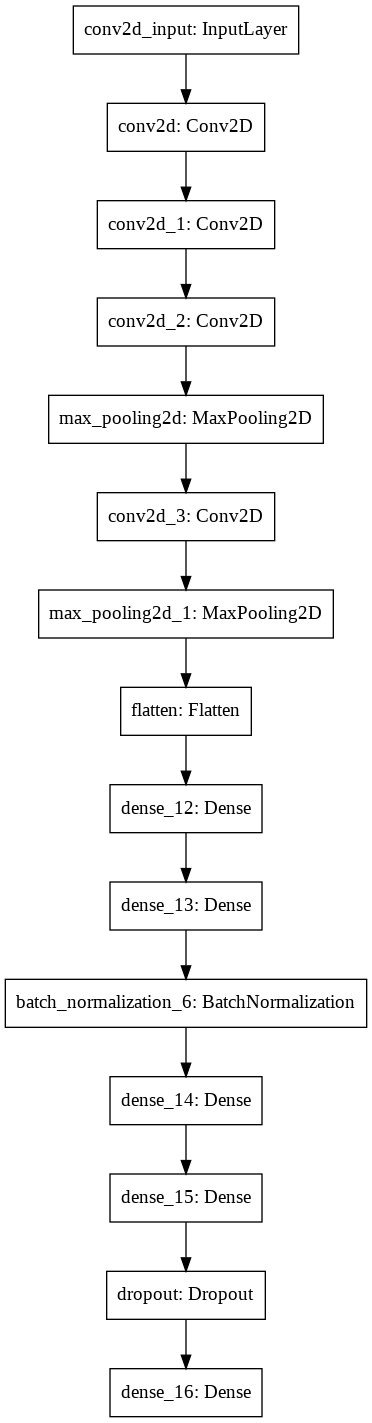 conv2d_input: InputLayer
conv2d: Conv2D
conv2d_1: Conv2D
conv2d_2: Conv2D
max_pooling2d: MaxPooling2D
conv2d_3: Conv2D
max_pooling2d_1: MaxPooling2D
flatten: Flatten
dense_12: Dense
dense_13: Dense
batch_normalization_6: BatchNormalization
dense_14: Dense
dense_15: Dense
dropout: Dropout
dense_16: Dense